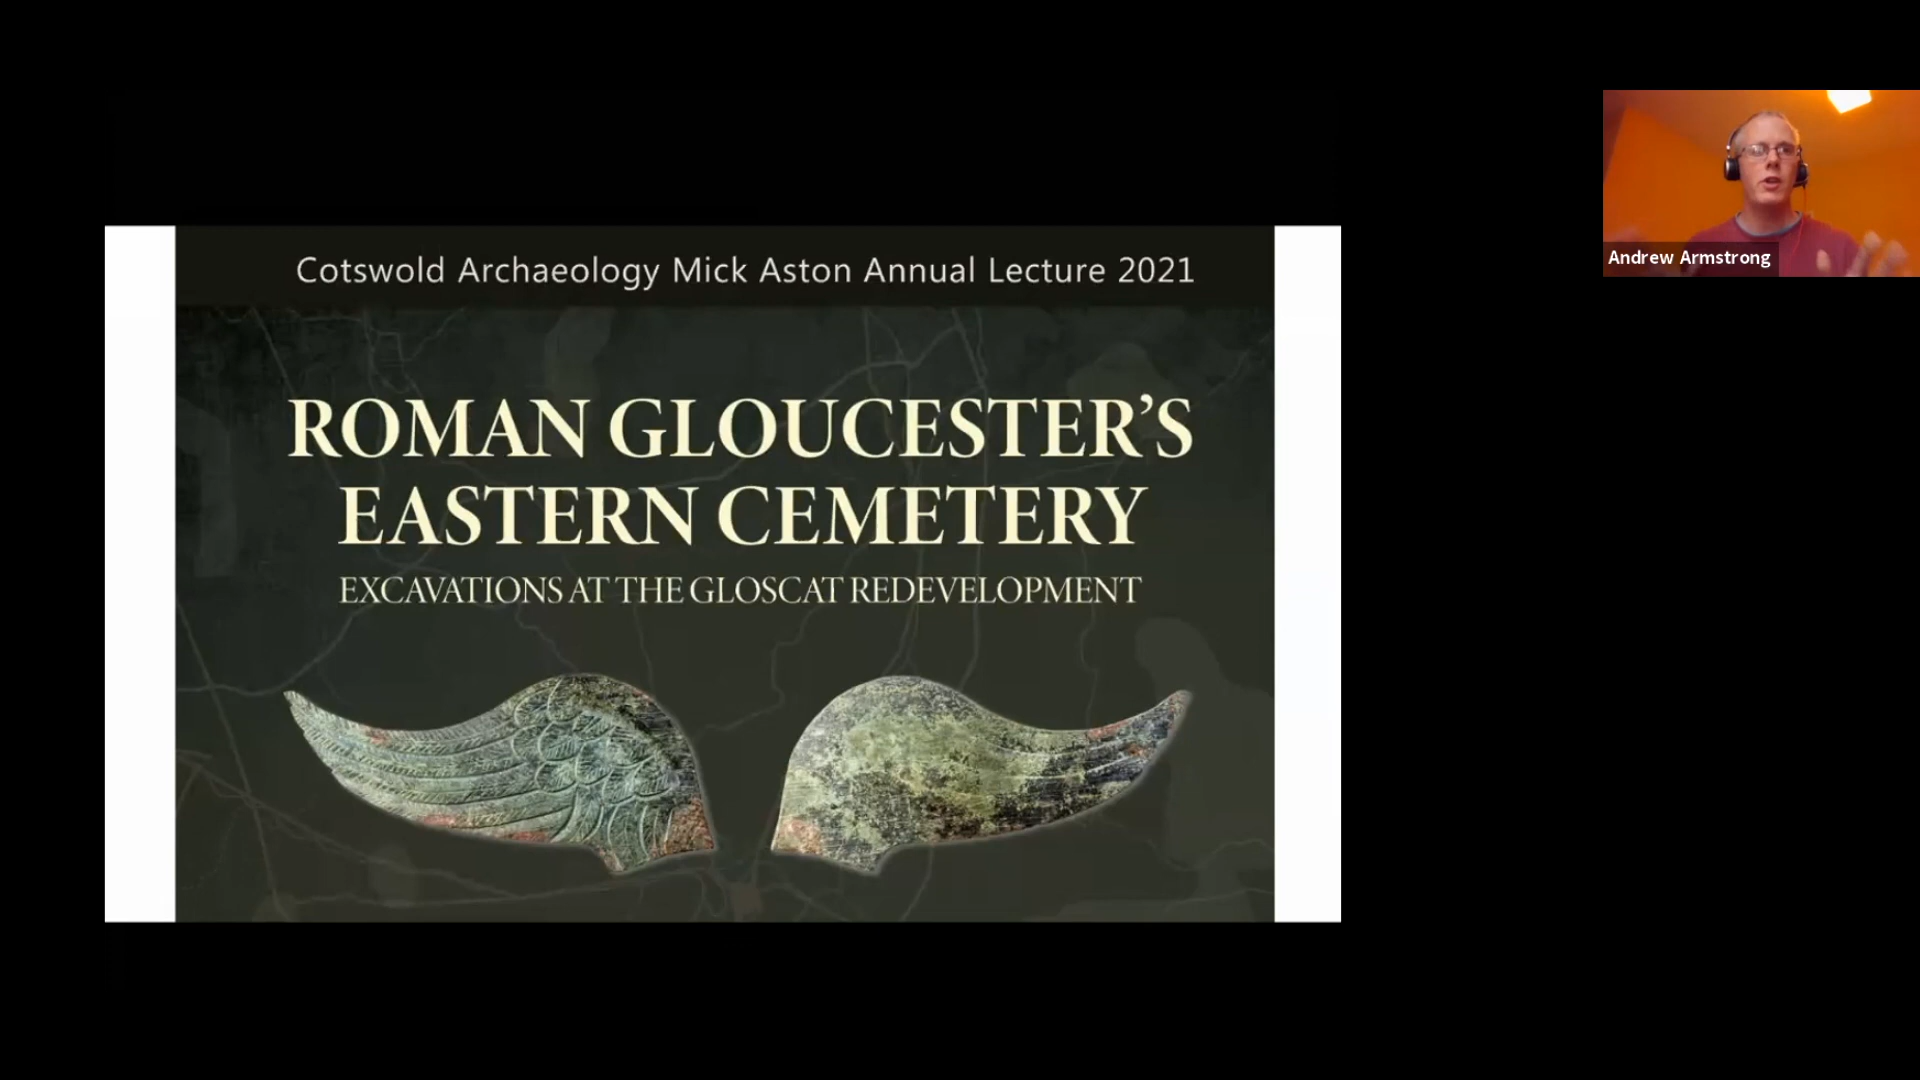 Cotswold Archaeology Mick Aston Annual Lecture 2021
ROMAN GLOUCESTER'S
EASTERN CEMETERY
EXCAVATIONS AT THE GLOSCAT REDEVELOPMENT
Andrew Armstrong